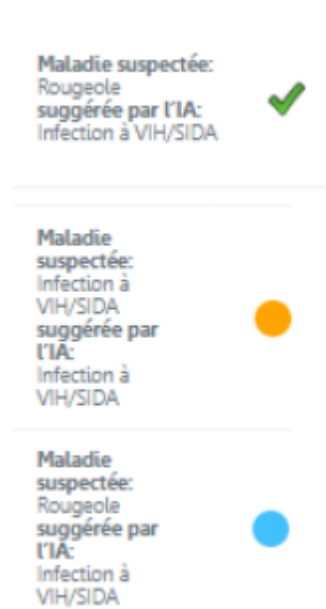 Maladie suspectée:
Rougeole
suggérée par l'IA:
Infection à VIH/SIDA
Maladie
suspectée:
Infection à
VIH/SIDA
suggérée par
l'IA:
Infection à
VIH/SIDA
Maladie
suspectée:
Rougeole
suggérée par
l'IA:
Infection à
VIH/SIDA